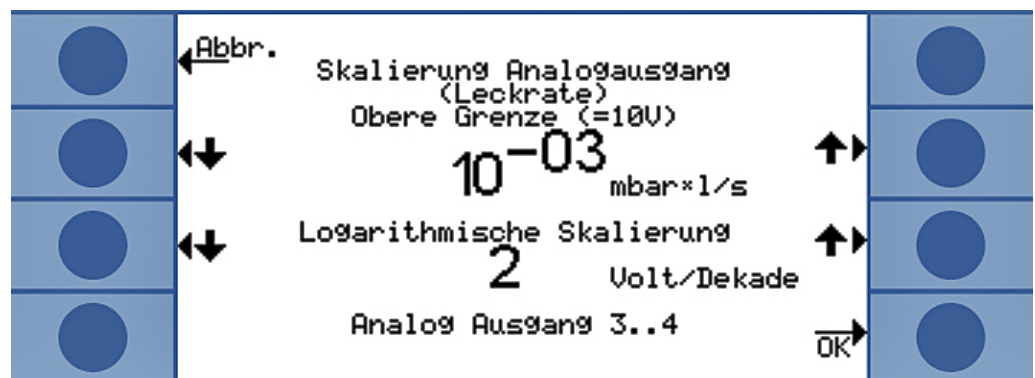 Abbr.
Skalierung Analogausgang
(Leckrate)
Obere Grenze (=10V)
10⁻⁰³
mbar×l/s
Logarithmische Skalierung
2
Volt/Dekade
Analog Ausgang 3..4
OK